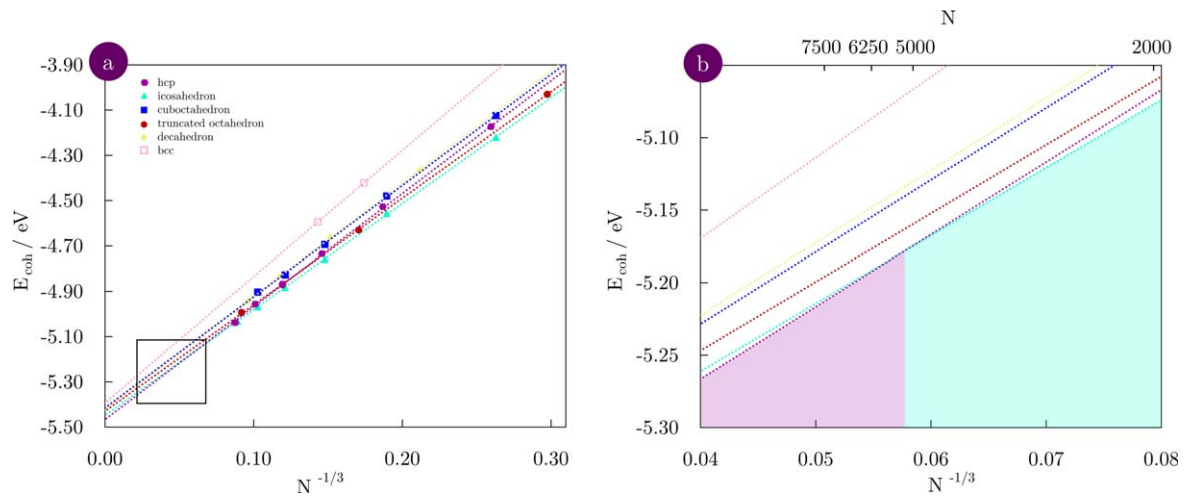 a
-3.90
-4.10
-4.30
-4.50
-4.70
-4.90
-5.10
-5.30
-5.50
E coh / eV
hcp
icosahedron
cuboctahedron
truncated octahedron
decahedron
bcc
0.00 0.10 0.20 0.30
N -1/3
b
N
7500 6250 5000 2000
-5.10
-5.15
-5.20
-5.25
-5.30
E coh / eV
0.04 0.05 0.06 0.07 0.08
N -1/3